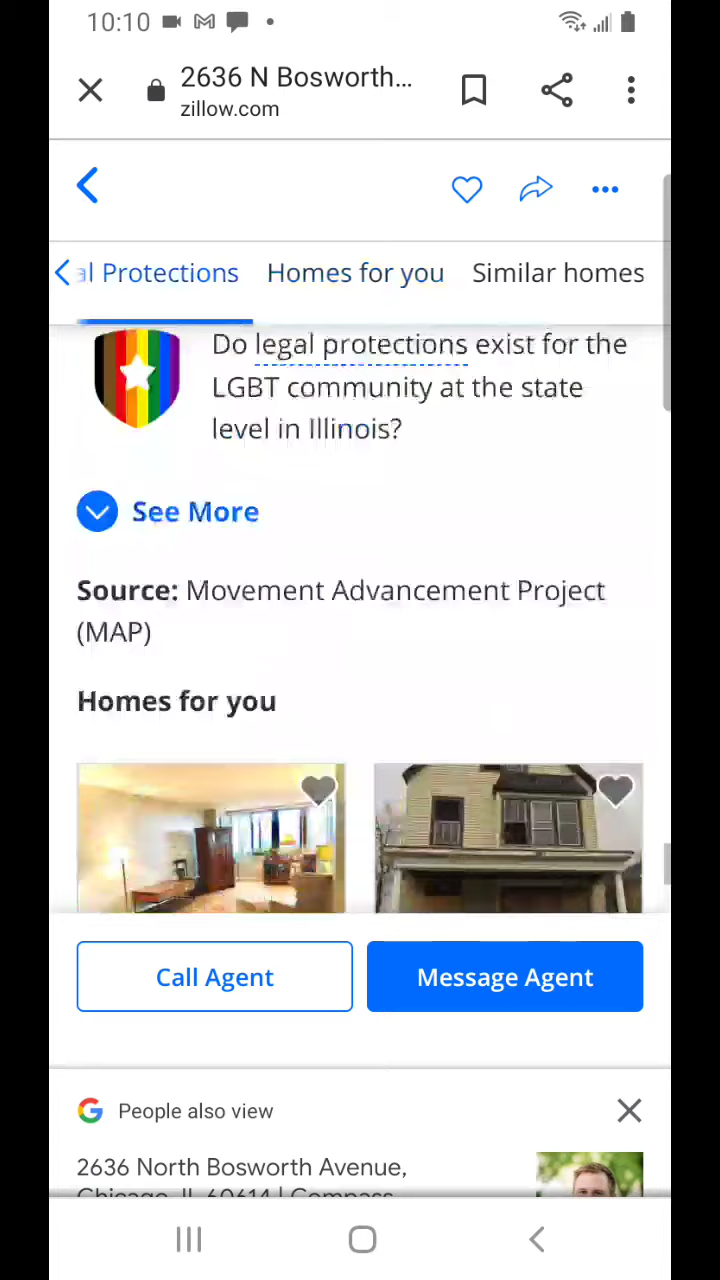 10:10
2636 N Bosworth...
zillow.com
al Protections Homes for you Similar homes
Do legal protections exist for the
LGBT community at the state
level in Illinois?
See More
Source: Movement Advancement Project
(MAP)
Homes for you
Call Agent Message Agent
People also view
2636 North Bosworth Avenue,
Chicago, IL 60614 | Compass